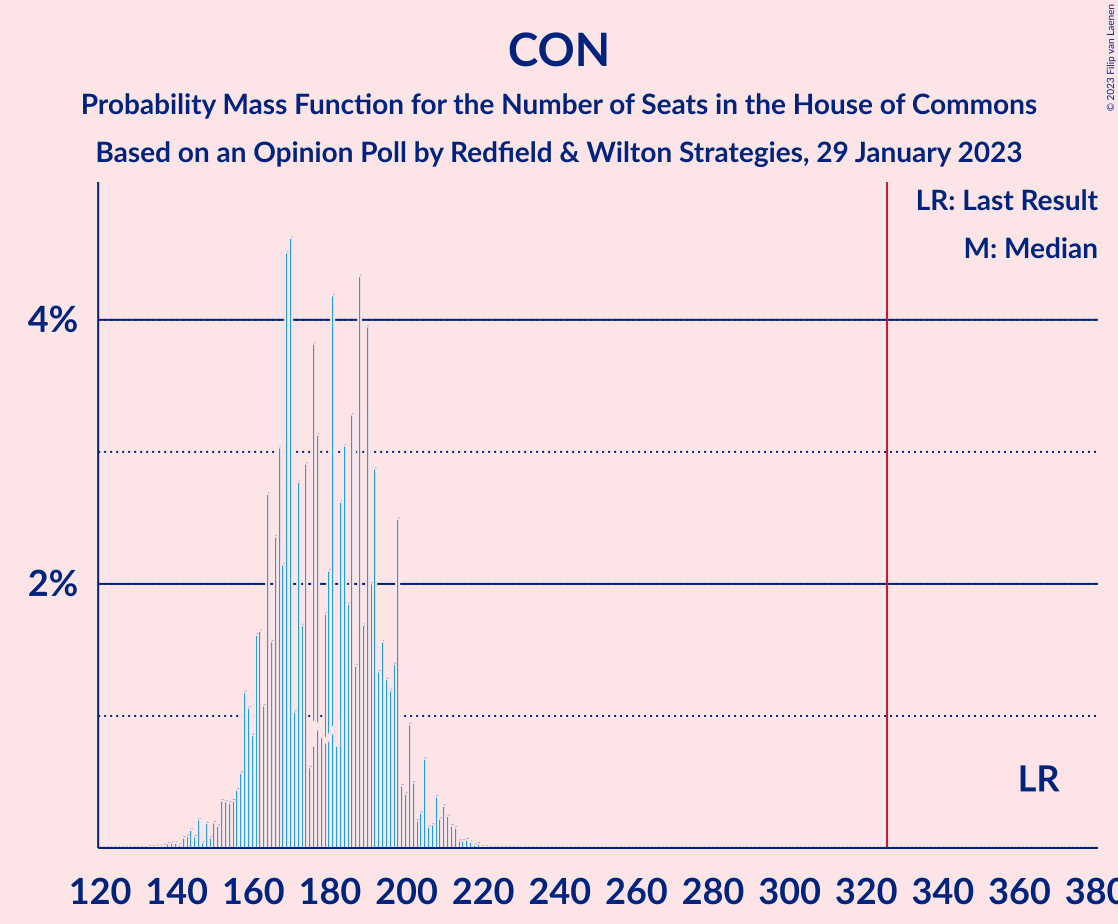 CON
Probability Mass Function for the Number of Seats in the House of Commons
Based on an Opinion Poll by Redfield & Wilton Strategies, 29 January 2023
© 2023 Filip van Laenen
LR: Last Result
M: Median
4%
2%
LR
120 140 160 180 200 220 240 260 280 300 320 340 360 380